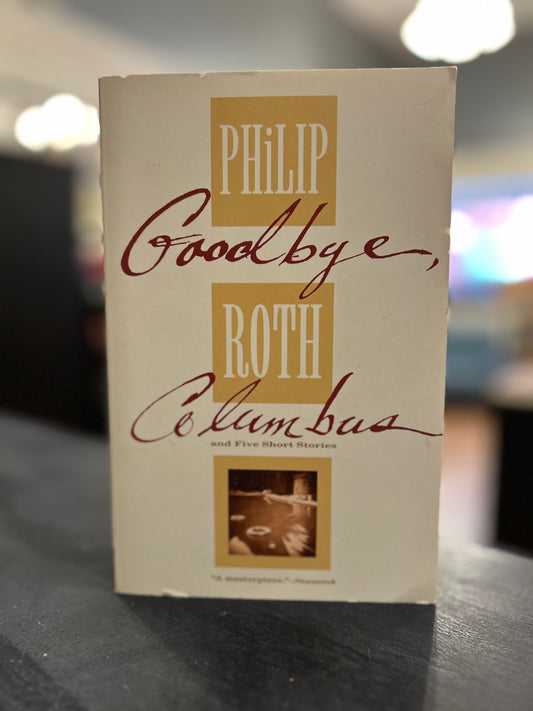 PHiLIP
Goodbye,
ROTH
Columbus
and Five Short Stories
"A masterpiece."—Newsweek